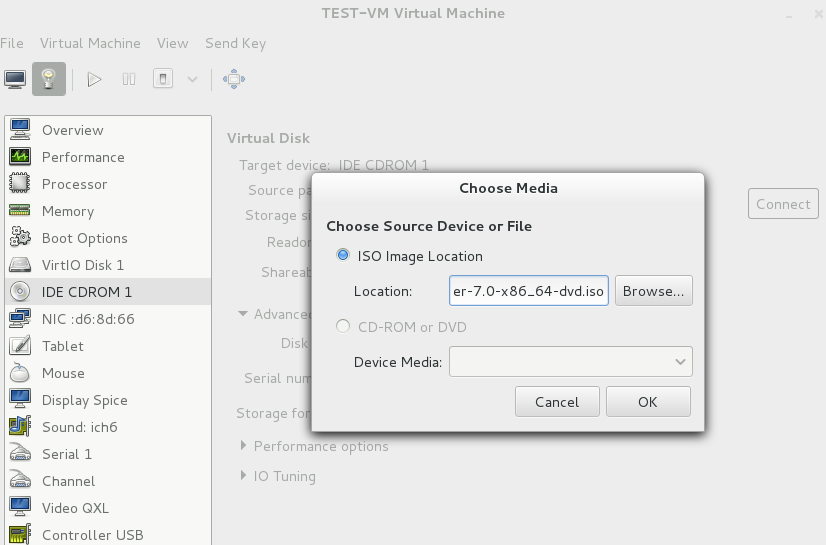 TEST-VM Virtual Machine
File Virtual Machine View Send Key
Overview
Performance
Processor
Memory
Boot Options
VirtIO Disk 1
IDE CDROM 1
NIC :d6:8d:66
Tablet
Mouse
Display Spice
Sound: ich6
Serial 1
Channel
Video QXL
Controller USB
Virtual Disk
Target device: IDE CDROM 1
Source pa
Storage si
Readon
Shareab
Advance
Disk
Serial num
Storage for
Performance options
IO Tuning
Connect
Choose Media
Choose Source Device or File
ISO Image Location
Location: er-7.0-x86_64-dvd.iso Browse...
CD-ROM or DVD
Device Media:
Cancel OK